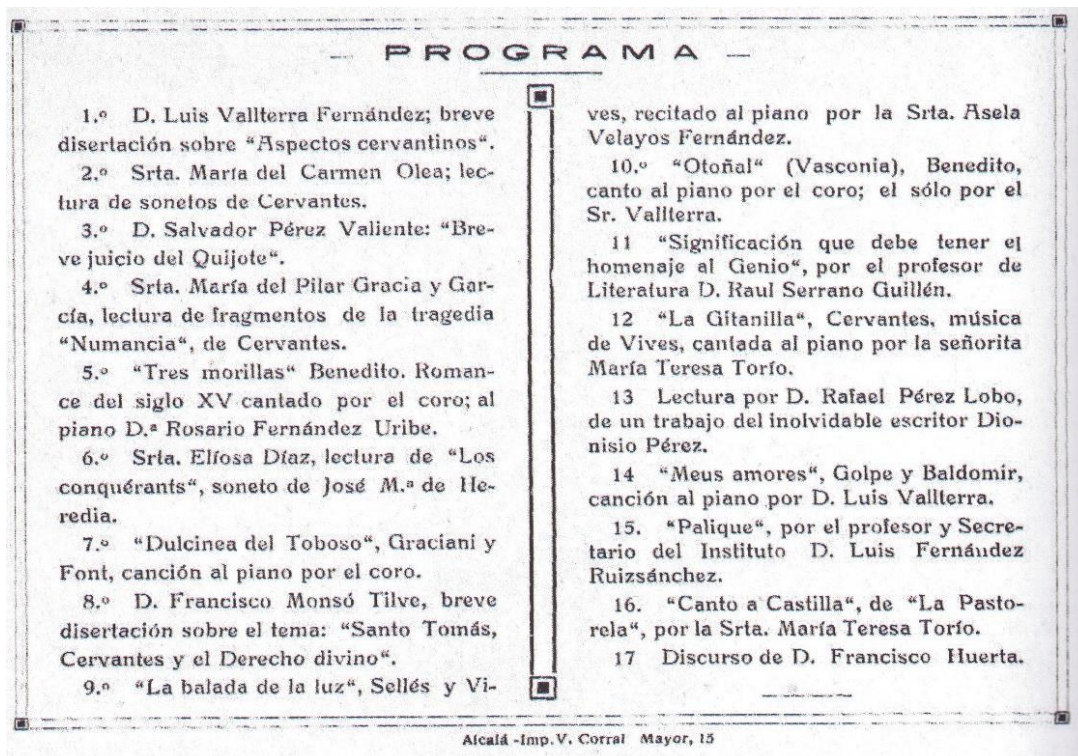 — PROGRAMA —
1.º D. Luis Vallterra Fernández; breve
disertación sobre “Aspectos cervantinos“.
2.º Srta. María del Carmen Olea; lec-
tura de sonetos de Cervantes.
3.º D. Salvador Pérez Valiente: “Bre-
ve juicio del Quijote“.
4.º Srta. María del Pilar Gracia y Gar-
cía, lectura de fragmentos de la tragedia
“Numancia“, de Cervantes.
5.º “Tres morillas“ Benedito. Roman-
ce del siglo XV cantado por el coro; al
piano D.ª Rosario Fernández Uribe.
6.º Srta. Elíosa Díaz, lectura de “Los
conquérants“, soneto de José M.ª de He-
redia.
7.º “Dulcinea del Toboso“, Graciani y
Font, canción al piano por el coro.
8.º D. Francisco Monsó Tilve, breve
disertación sobre el tema: “Santo Tomás,
Cervantes y el Derecho divino“.
9.º “La balada de la luz“, Sellés y Vi-
ves, recitado al piano por la Srta. Asela
Velayos Fernández.
10.º “Otoñal“ (Vasconia), Benedito,
canto al piano por el coro; el sólo por el
Sr. Vallterra.
11 “Significación que debe tener el
homenaje al Genio“, por el profesor de
Literatura D. Raul Serrano Guillén.
12 “La Gitanilla“, Cervantes, música
de Vives, cantada al piano por la señorita
María Teresa Torío.
13 Lectura por D. Rafael Pérez Lobo,
de un trabajo del inolvidable escritor Dio-
nisio Pérez.
14 “Meus amores“, Golpe y Baldomir,
canción al piano por D. Luis Vallterra.
15. “Palique“, por el profesor y Secre-
tario del Instituto D. Luis Fernández
Ruizsánchez.
16. “Canto a Castilla“, de “La Pasto-
rela“, por la Srta. María Teresa Torío.
17 Discurso de D. Francisco Huerta.
Alcalá -Imp. V. Corral Mayor, 15